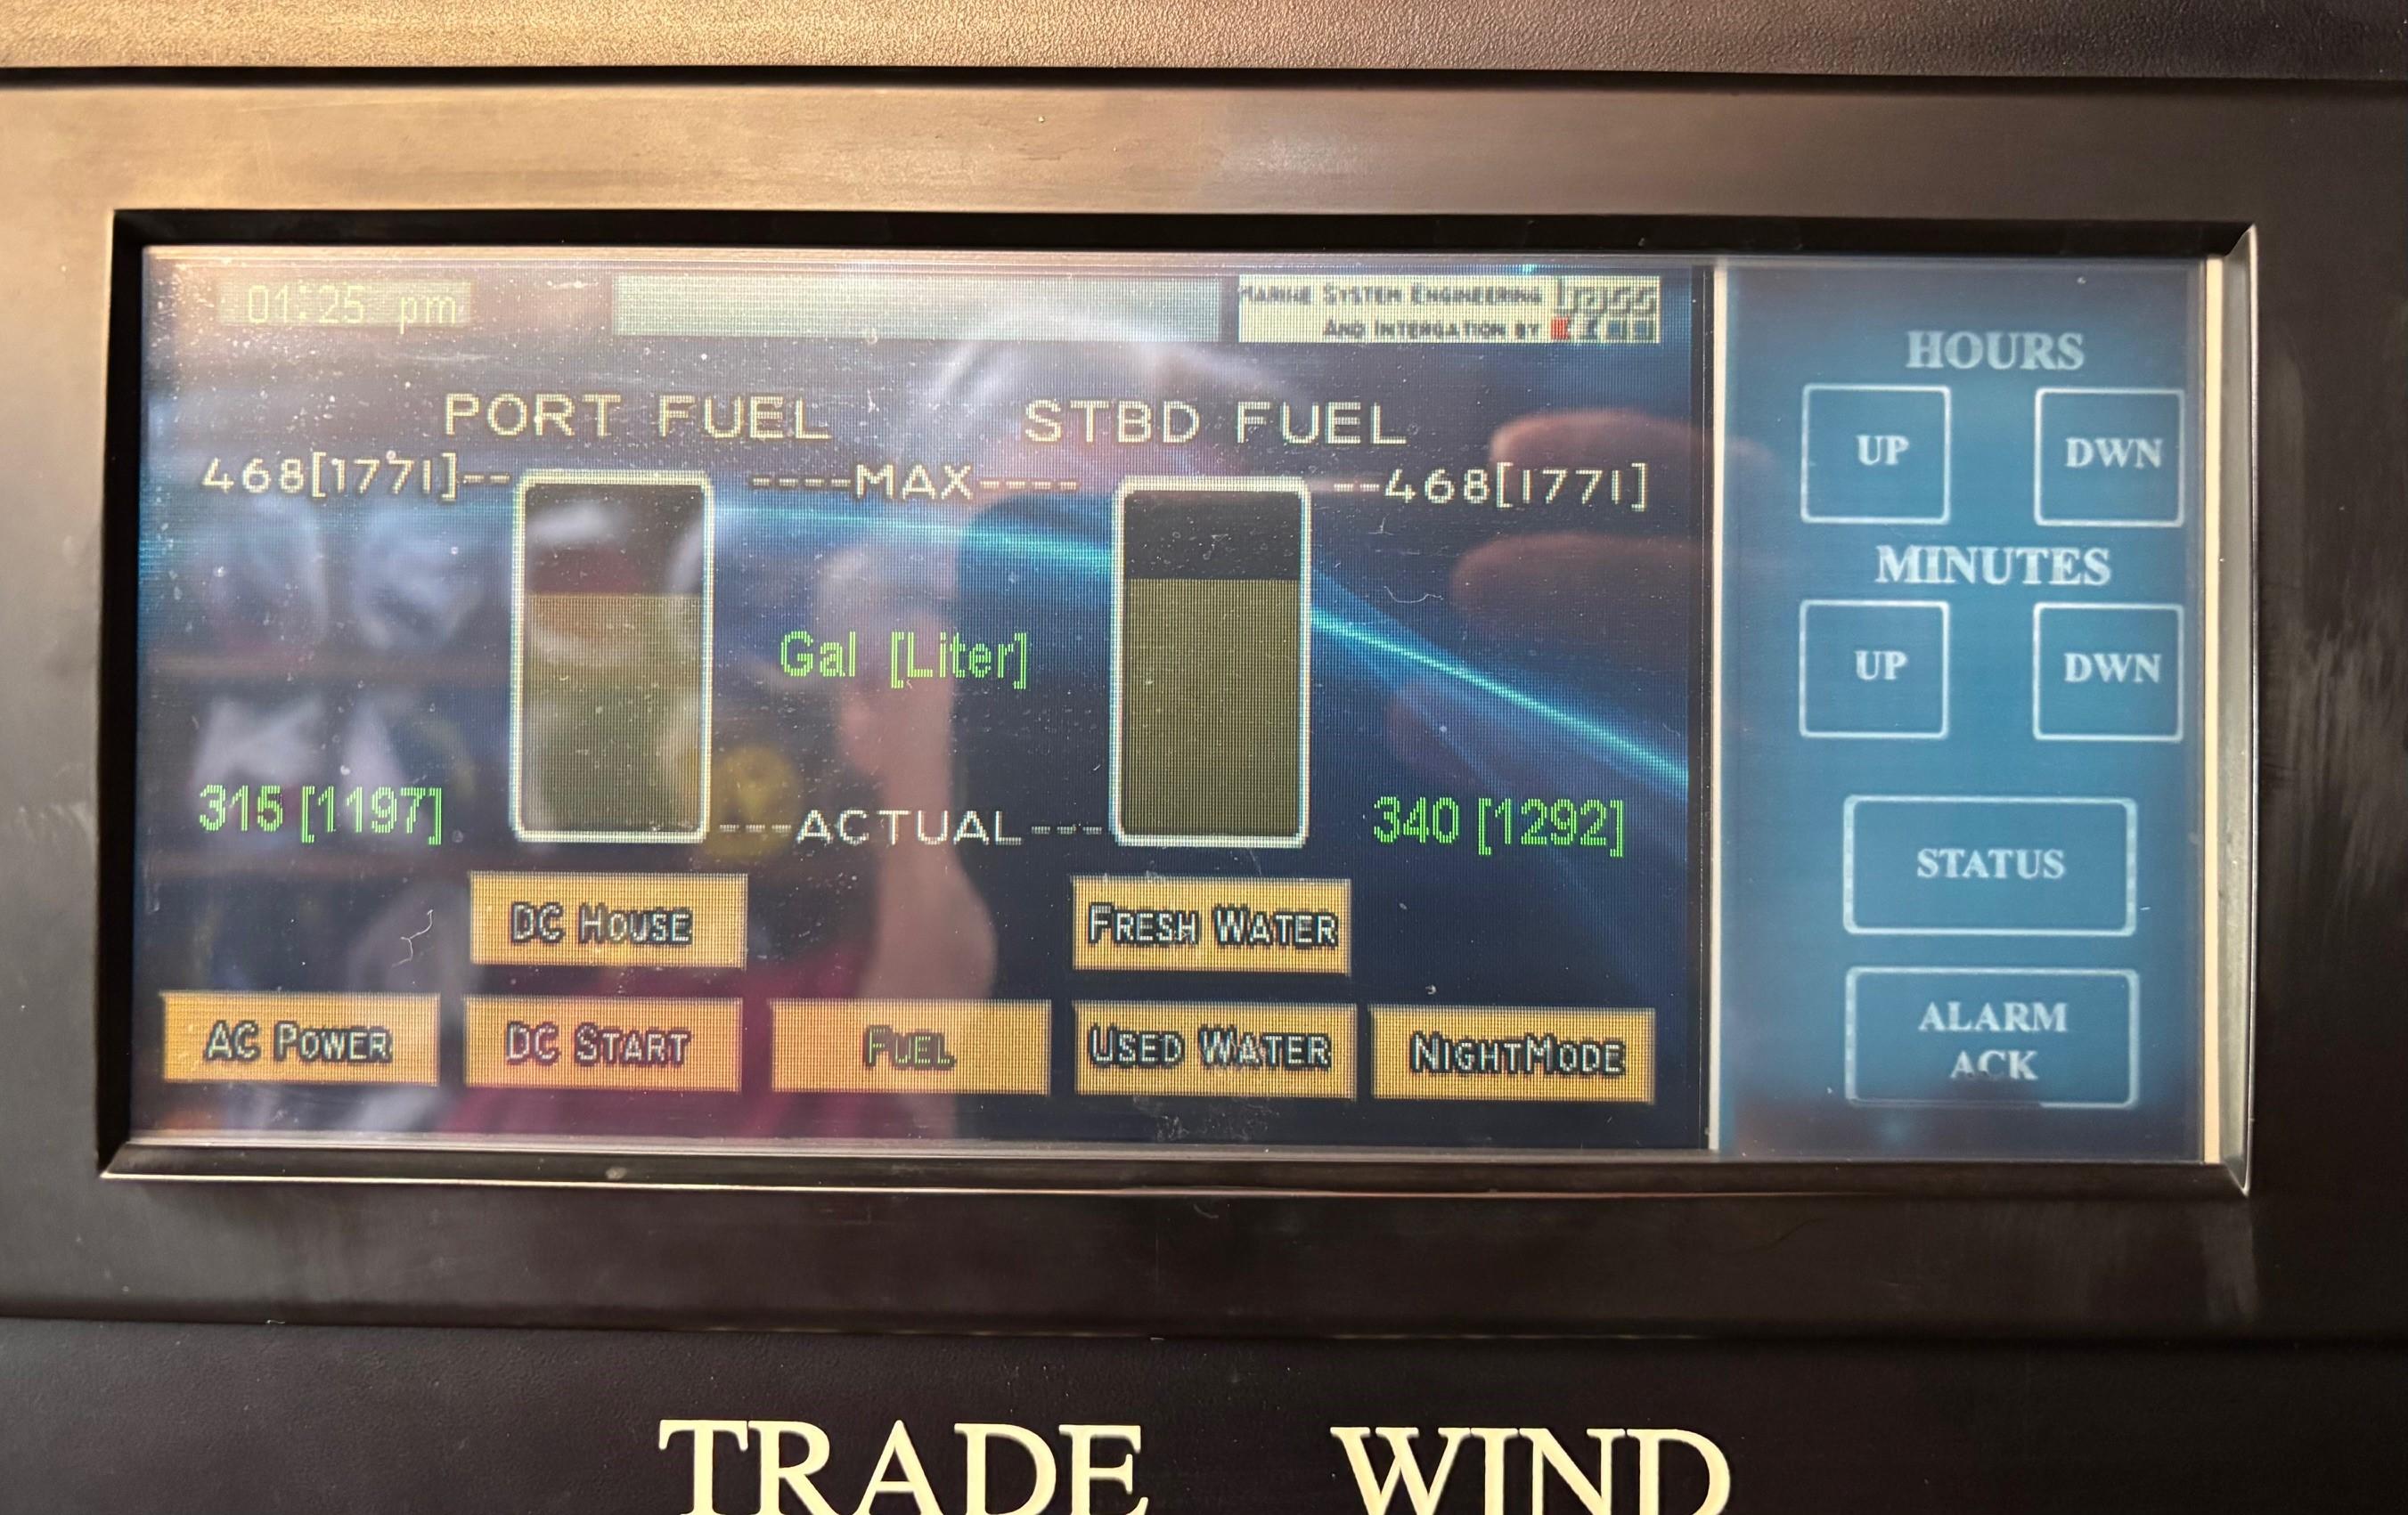 01:25 pm
MARINE SYSTEM ENGINEERING
AND INTERGATION BY
PORT FUEL STBD FUEL
468[1771]-- ----MAX---- --468[1771]
Gal [Liter]
315 [1197] ---ACTUAL--- 340 [1292]
DC HOUSE FRESH WATER
AC POWER DC START FUEL USED WATER NIGHTMODE
HOURS
UP DWN
MINUTES
UP DWN
STATUS
ALARM
ACK
TRADE WIND